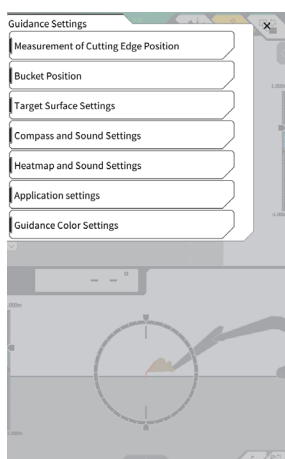 Guidance Settings
Measurement of Cutting Edge Position
Bucket Position
Target Surface Settings
Compass and Sound Settings
Heatmap and Sound Settings
Application settings
Guidance Color Settings
-- °